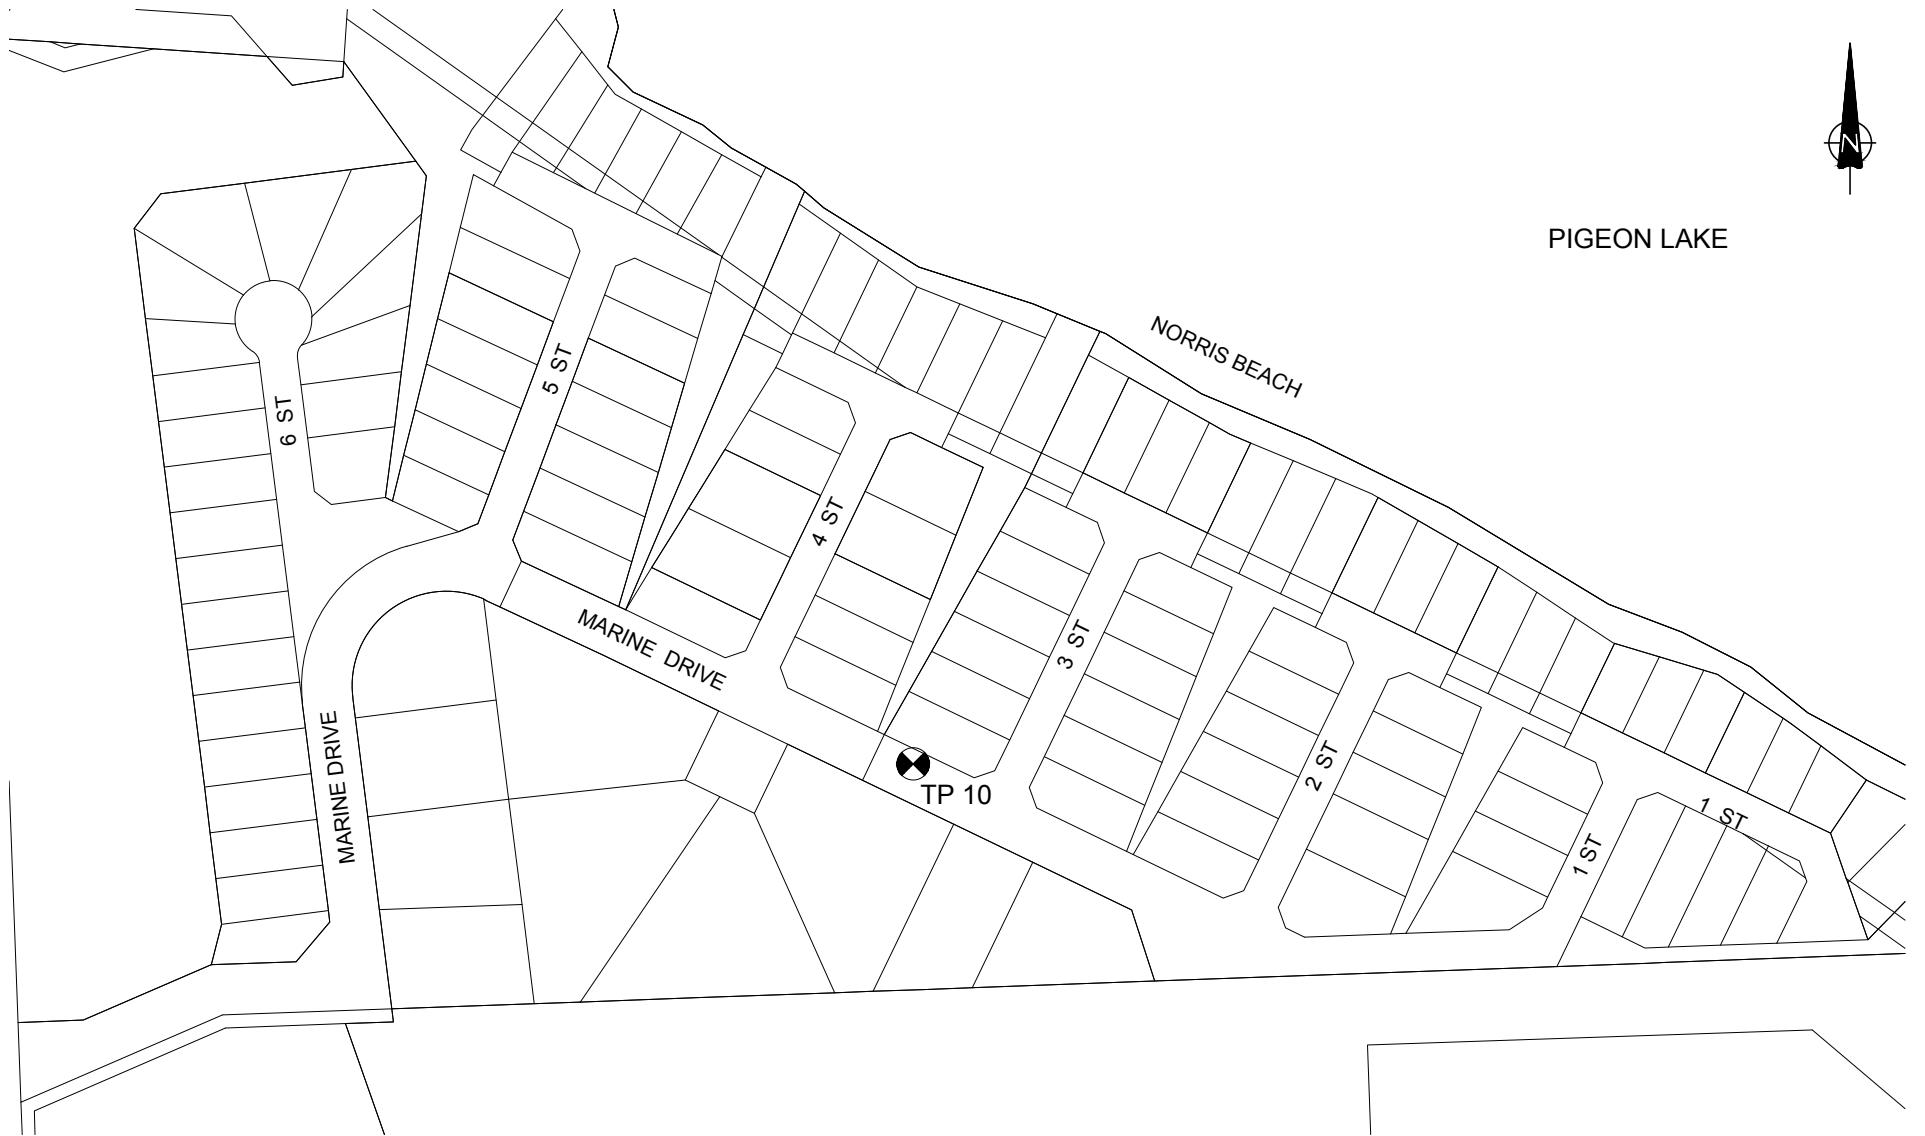 N
PIGEON LAKE
NORRIS BEACH
5 ST
6 ST
4 ST
MARINE DRIVE
3 ST
MARINE DRIVE
2 ST
TP 10
1 ST
1 ST